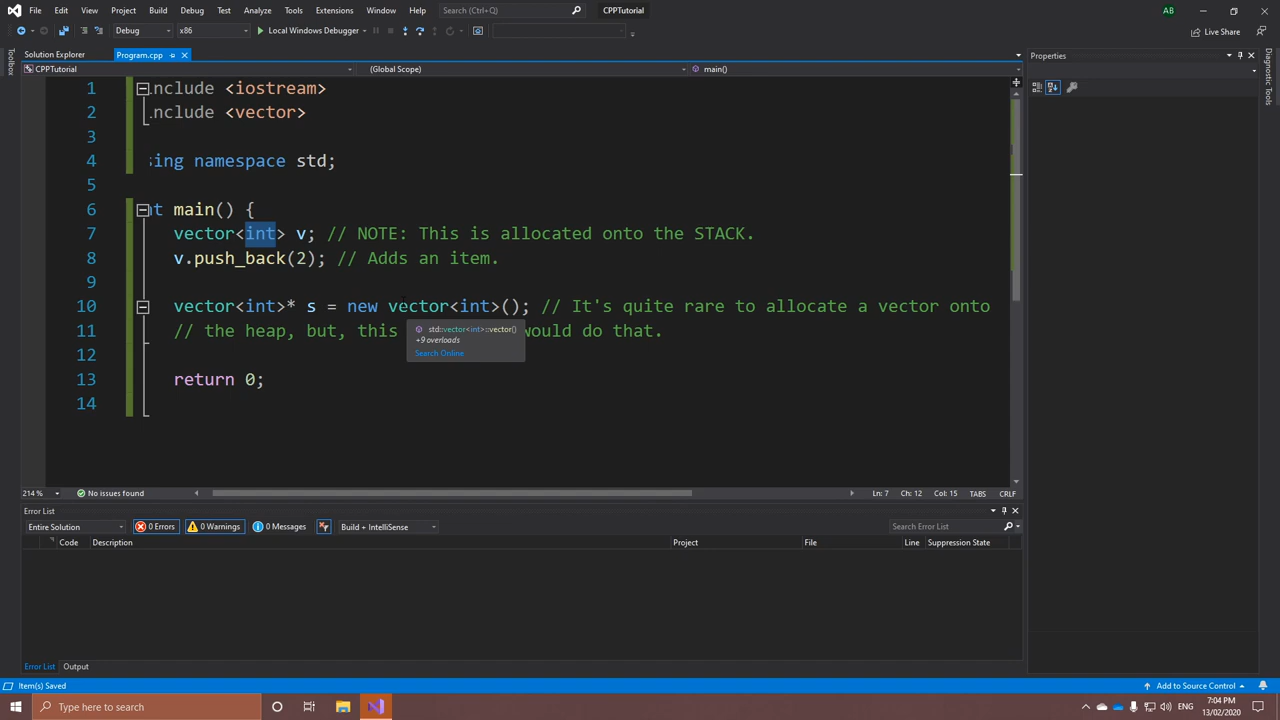 File Edit View Project Build Debug Test Analyze Tools Extensions Window Help Search (Ctrl+Q) CPPTutorial AB
Debug x86 Local Windows Debugger Live Share
Toolbox Solution Explorer Program.cpp Properties Diagnostic Tools
CPPTutorial (Global Scope) main()
1 nclude <iostream>
2 nclude <vector>
3
4 sing namespace std;
5
6 t main() {
7 vector<int> v; // NOTE: This is allocated onto the STACK.
8 v.push_back(2); // Adds an item.
9
10 vector<int>* s = new vector<int>(); // It's quite rare to allocate a vector onto
11 // the heap, but, this would do that.
std::vector<int>::vector()
+9 overloads
Search Online
12
13 return 0;
14
214 % No issues found Ln: 7 Ch: 12 Col: 15 TABS CRLF
Error List
Entire Solution 0 Errors 0 Warnings 0 Messages Build + IntelliSense Search Error List
Code Description Project File Line Suppression State
Error List Output
Item(s) Saved Add to Source Control
Type here to search ENG 7:04 PM
13/02/2020